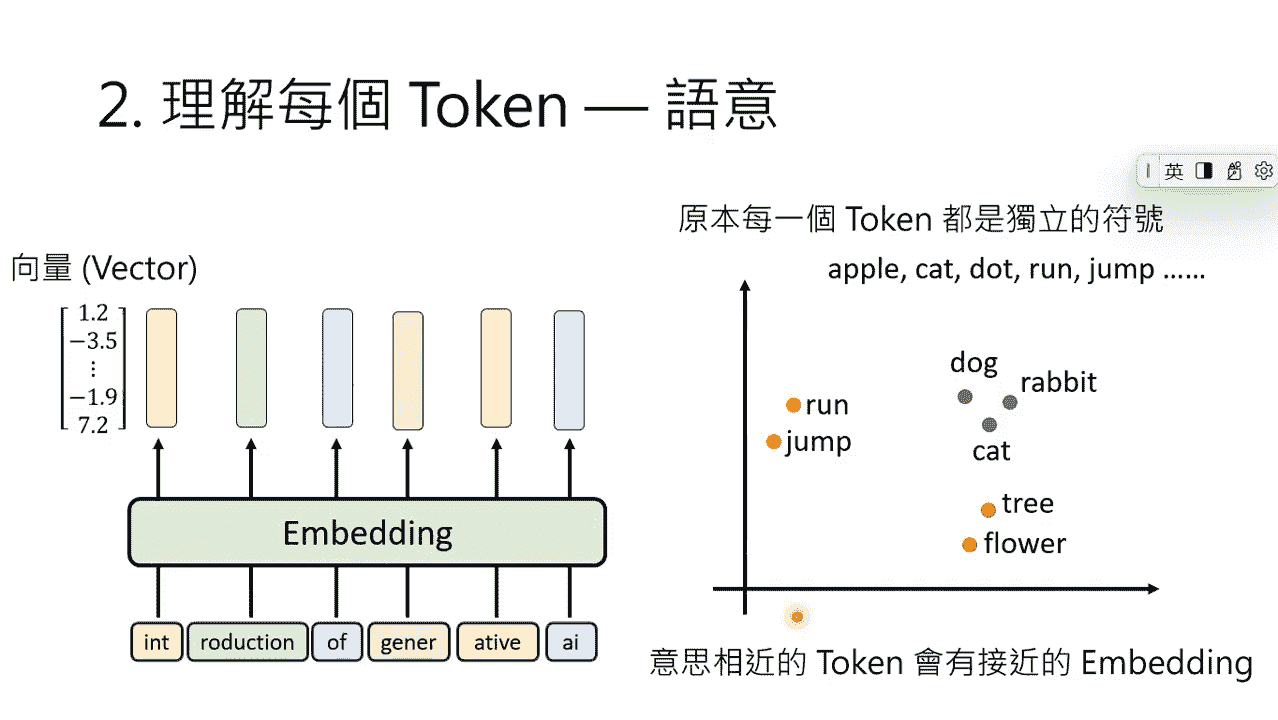 2. 理解每個 Token — 語意
英
原本每一個 Token 都是獨立的符號
apple, cat, dot, run, jump ……
向量 (Vector)
1.2
−3.5
⋮
−1.9
7.2
Embedding
int roduction of gener ative ai
dog
rabbit
run
jump
cat
tree
flower
意思相近的 Token 會有接近的 Embedding